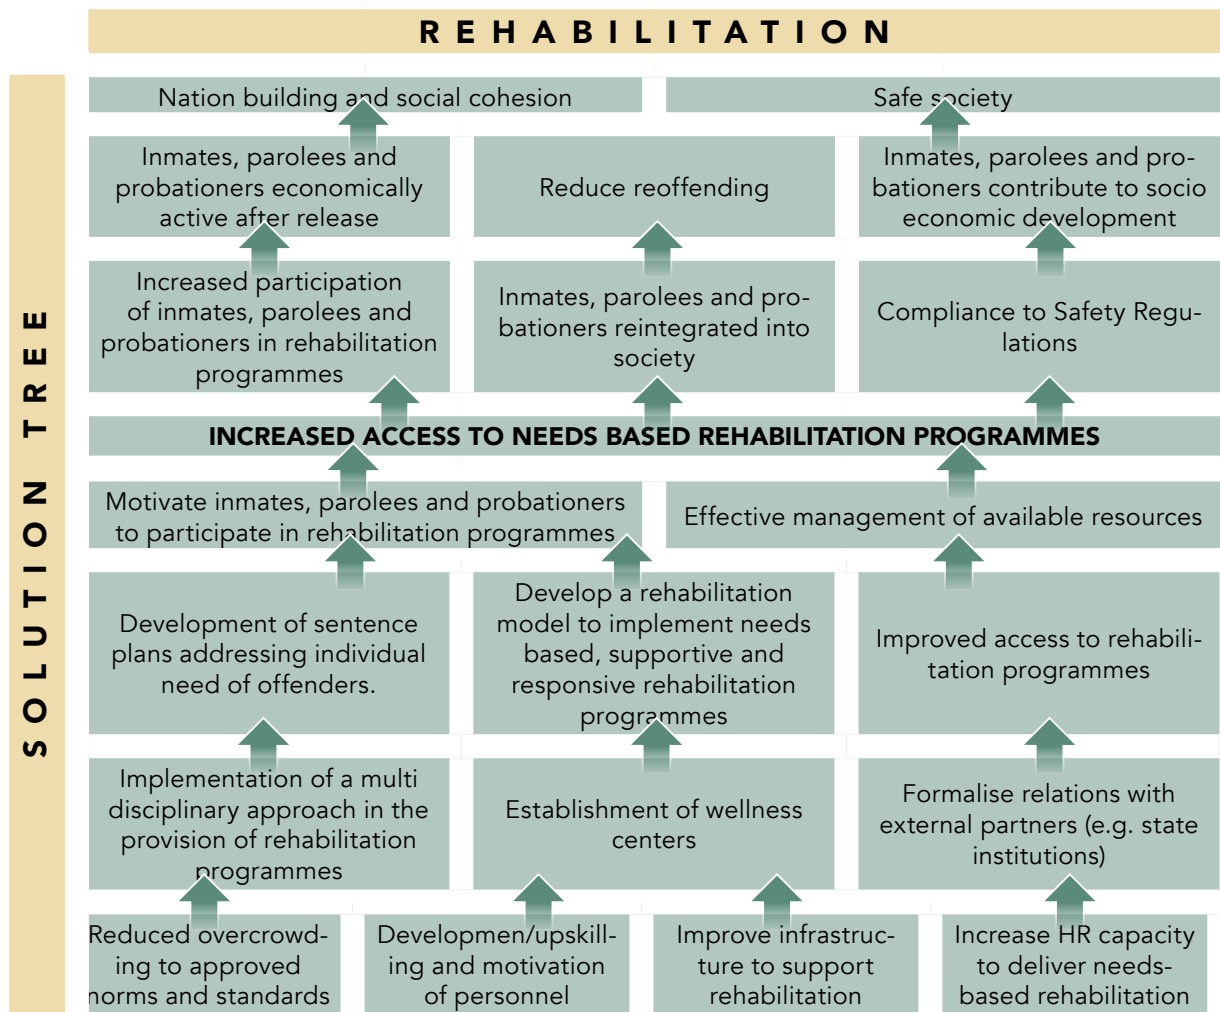 REHABILITATION
SOLUTION TREE
Nation building and social cohesion
Safe society
Inmates, parolees and
probationers economically
active after release
Reduce reoffending
Inmates, parolees and pro-
bationers contribute to socio
economic development
Increased participation
of inmates, parolees and
probationers in rehabilitation
programmes
Inmates, parolees and pro-
bationers reintegrated into
society
Compliance to Safety Regu-
lations
INCREASED ACCESS TO NEEDS BASED REHABILITATION PROGRAMMES
Motivate inmates, parolees and probationers
to participate in rehabilitation programmes
Effective management of available resources
Development of sentence
plans addressing individual
need of offenders.
Develop a rehabilitation
model to implement needs
based, supportive and
responsive rehabilitation
programmes
Improved access to rehabili-
tation programmes
Implementation of a multi
disciplinary approach in the
provision of rehabilitation
programmes
Establishment of wellness
centers
Formalise relations with
external partners (e.g. state
institutions)
Reduced overcrowd-
ing to approved
norms and standards
Developmen/upskill-
ing and motivation
of personnel
Improve infrastruc-
ture to support
rehabilitation
Increase HR capacity
to deliver needs-
based rehabilitation